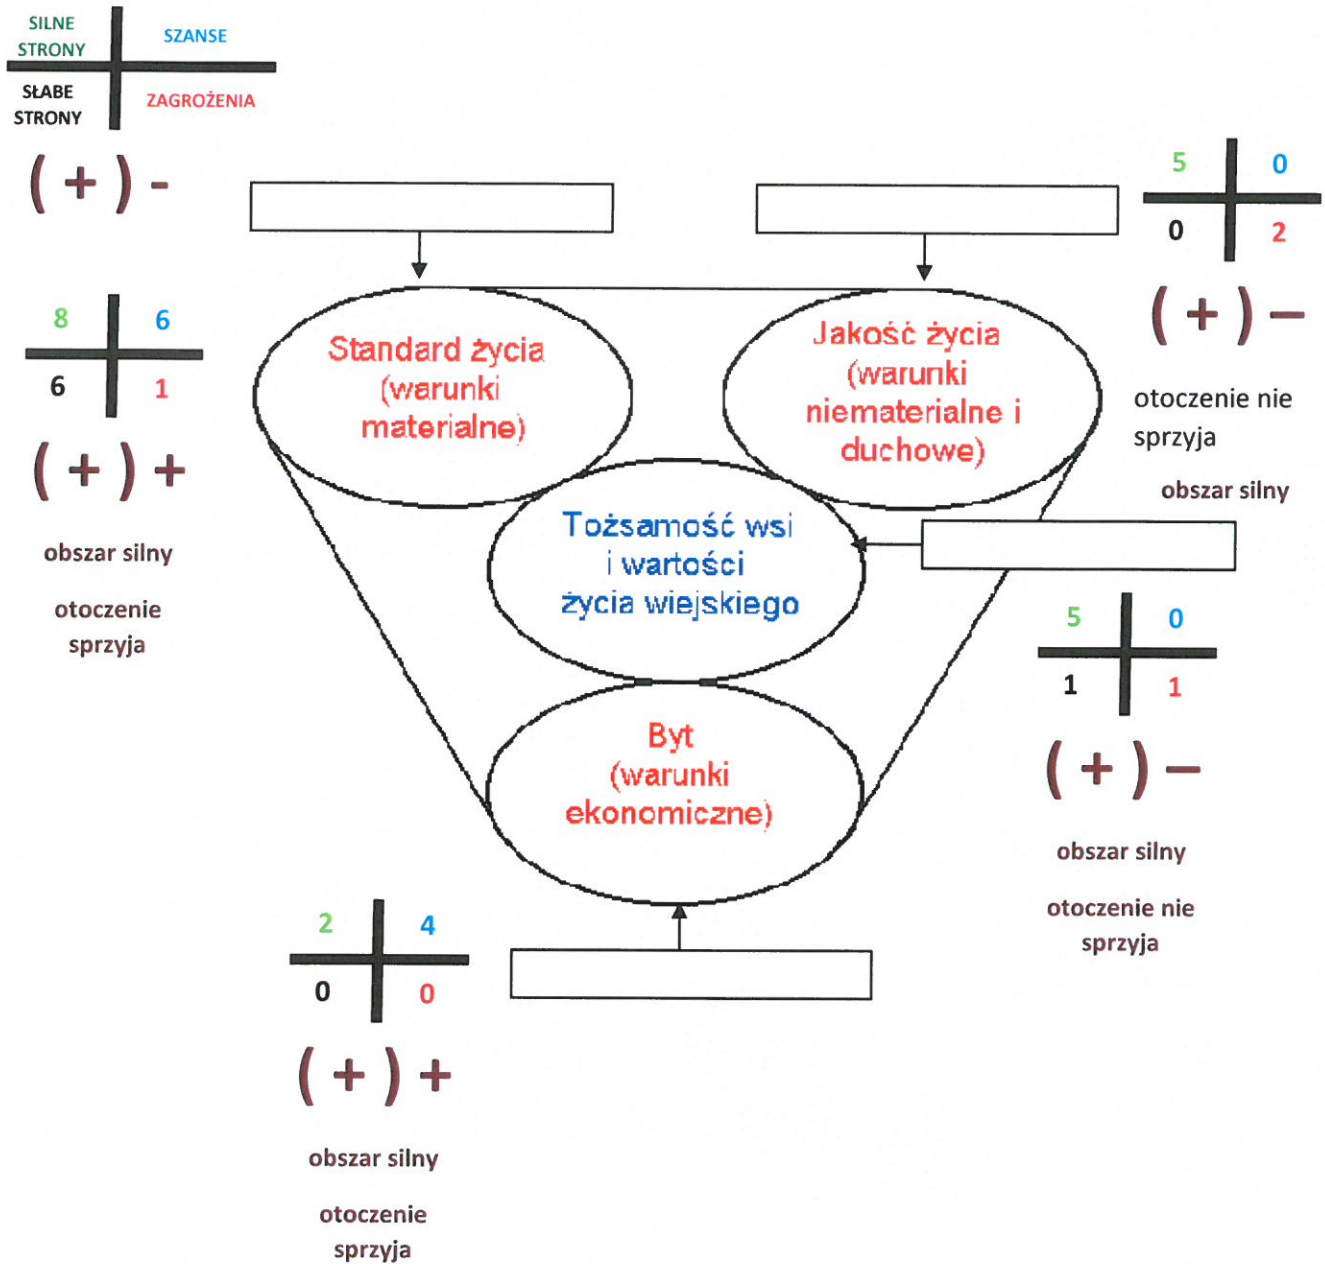 SILNE
STRONY
SZANSE
SŁABE
STRONY
ZAGROŻENIA
( + ) -
5 0
0 2
( + ) –
otoczenie nie
sprzyja
obszar silny
8 6
6 1
( + ) +
obszar silny
otoczenie
sprzyja
Standard życia
(warunki
materialne)
Jakość życia
(warunki
niematerialne i
duchowe)
Tożsamość wsi
i wartości
życia wiejskiego
5 0
1 1
( + ) –
obszar silny
otoczenie nie
sprzyja
Byt
(warunki
ekonomiczne)
2 4
0 0
( + ) +
obszar silny
otoczenie
sprzyja